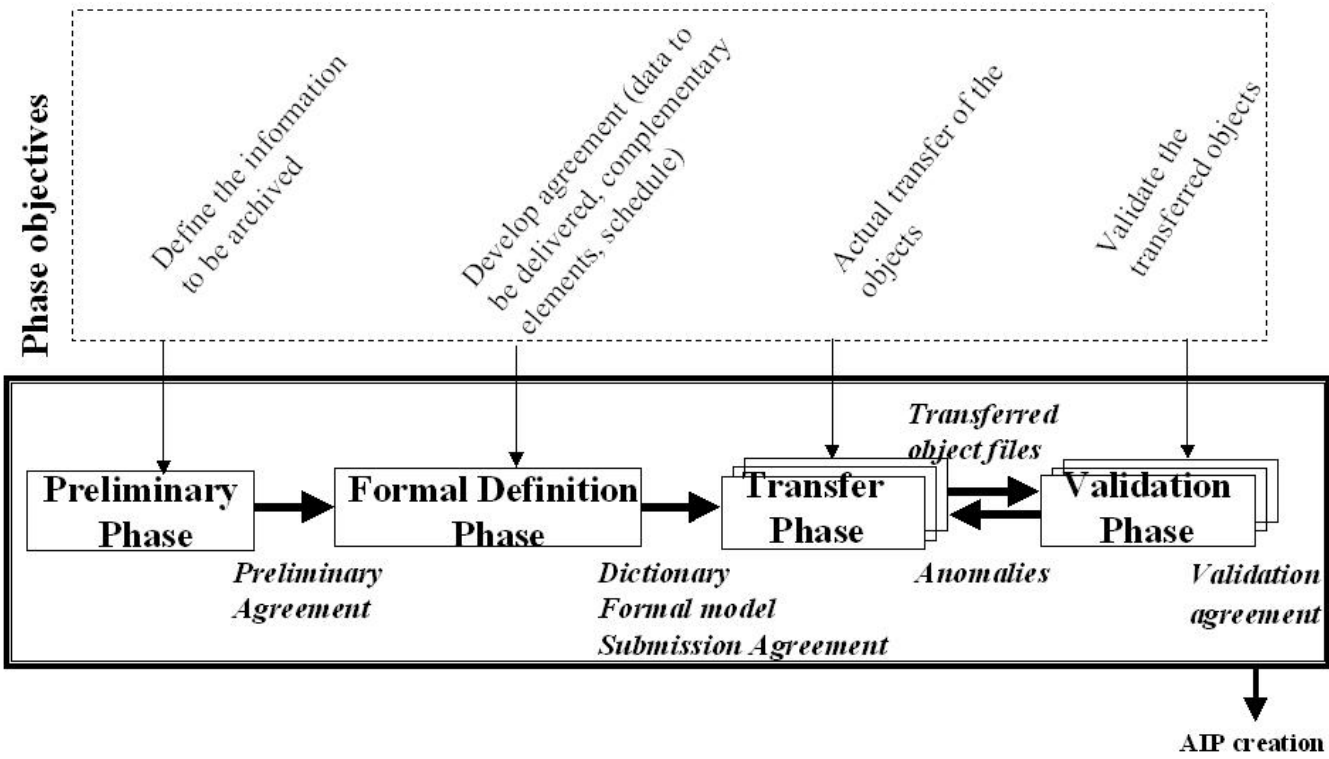 Phase objectives
Define the information
to be archived
Develop agreement (data to
be delivered, complementary
elements, schedule)
Actual transfer of the
objects
Validate the
transferred objects
Transferred
object files
Preliminary
Phase
Formal Definition
Phase
Transfer
Phase
Validation
Phase
Preliminary
Agreement
Dictionary
Formal model
Submission Agreement
Anomalies
Validation
agreement
AIP creation